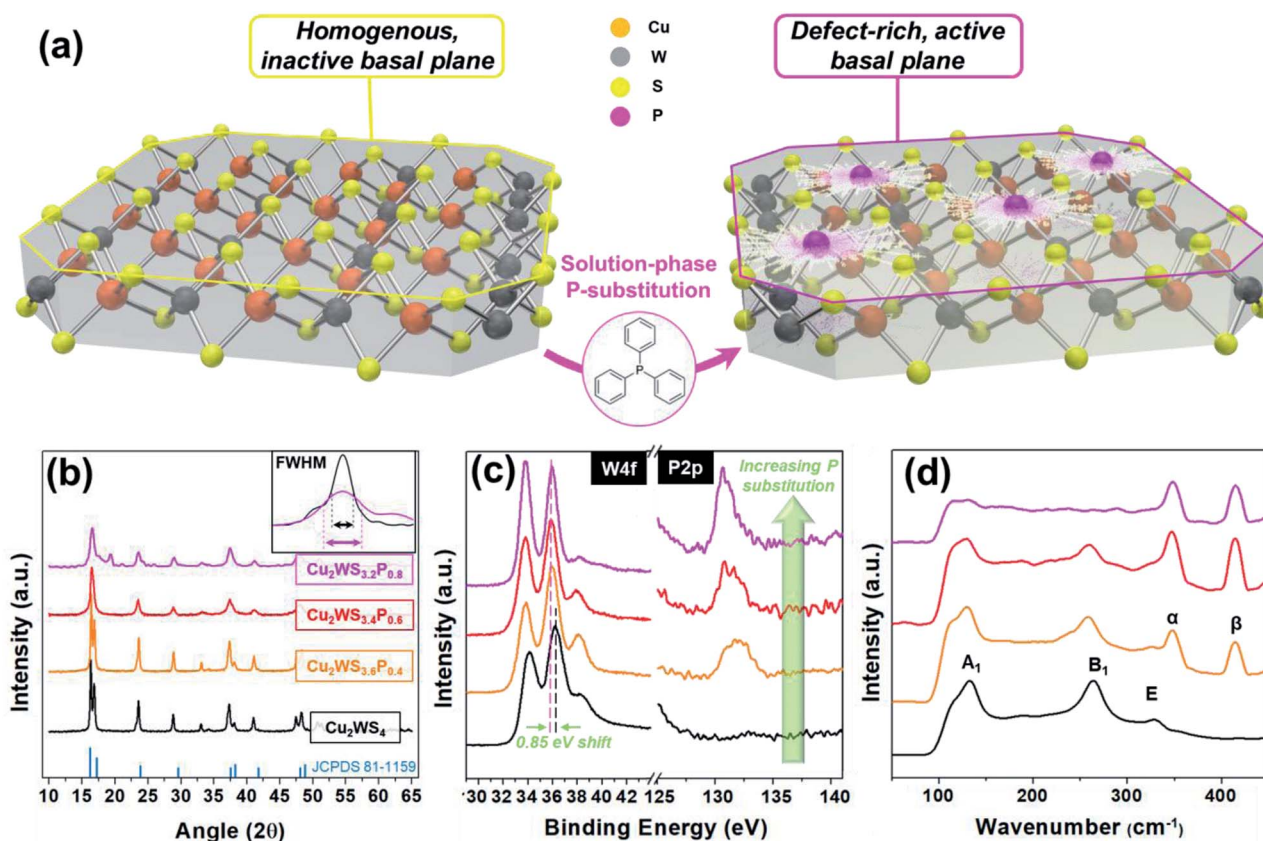 (a)
Homogenous,
inactive basal plane
Cu
W
S
P
Defect-rich, active
basal plane
Solution-phase
P-substitution
P
(b)
FWHM
Cu₂WS₃.₂P₀.₈
Cu₂WS₃.₄P₀.₆
Cu₂WS₃.₆P₀.₄
Cu₂WS₄
JCPDS 81-1159
Intensity (a.u.)
10 15 20 25 30 35 40 45 50 55 60 65
Angle (2θ)
(c)
W4f
P2p
Increasing P
substitution
0.85 eV shift
Intensity (a.u.)
30 34 36 38 40 42 125 131 134 137 140
Binding Energy (eV)
(d)
α
β
A₁
B₁
E
Intensity (a.u.)
100 200 300 400
Wavenumber (cm⁻¹)